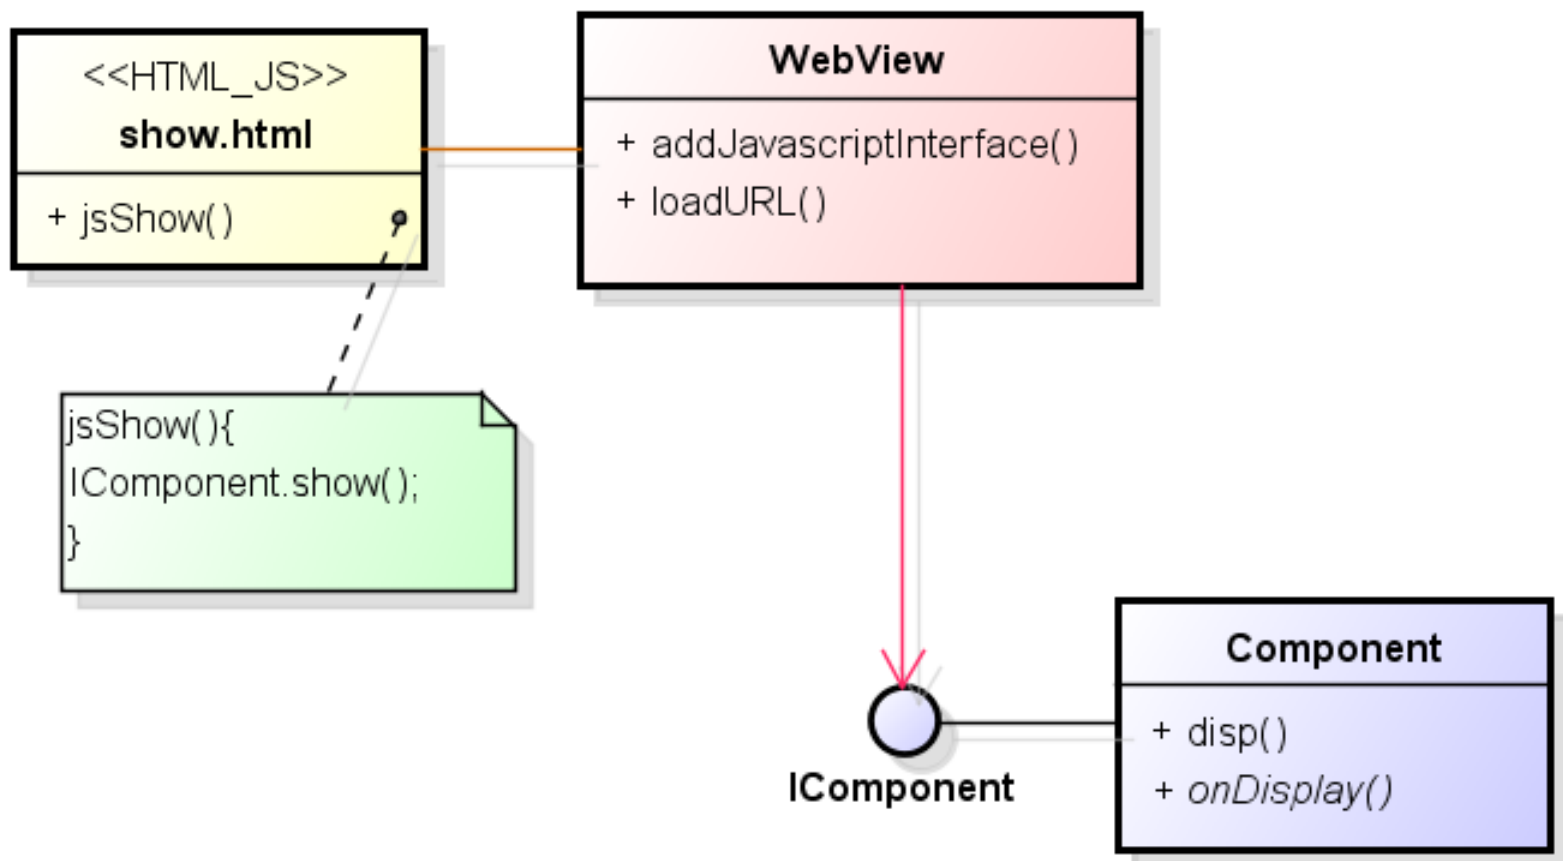 <<HTML_JS>>
show.html
+ jsShow()
WebView
+ addJavascriptInterface()
+ loadURL()
jsShow(){
IComponent.show();
}
IComponent
Component
+ disp()
+ onDisplay()